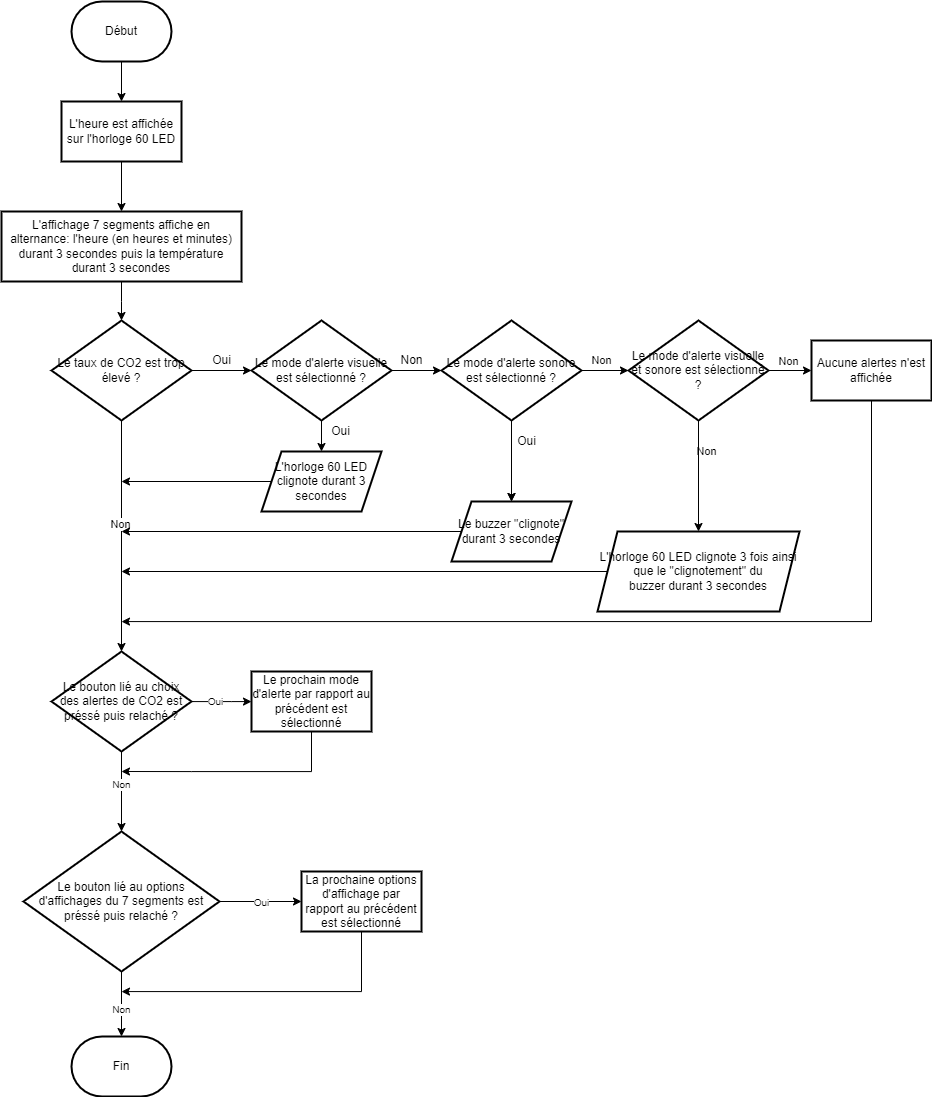 Début
L'heure est affichée
sur l'horloge 60 LED
L'affichage 7 segments affiche en
alternance: l'heure (en heures et minutes)
durant 3 secondes puis la température
durant 3 secondes
Le taux de CO2 est trop
élevé ?
Oui
Le mode d'alerte visuelle
est sélectionné ?
Non
Le mode d'alerte sonore
est sélectionné ?
Non
Le mode d'alerte visuelle
et sonore est sélectionné
?
Non
Aucune alertes n'est
affichée
Oui
L'horloge 60 LED
clignote durant 3
secondes
Oui
Le buzzer "clignote"
durant 3 secondes
Non
L'horloge 60 LED clignote 3 fois ainsi
que le "clignotement" du
buzzer durant 3 secondes
Non
Le bouton lié au choix
des alertes de CO2 est
préssé puis relaché ?
Oui
Le prochain mode
d'alerte par rapport au
précédent est
sélectionné
Non
Le bouton lié au options
d'affichages du 7 segments est
préssé puis relaché ?
Oui
La prochaine options
d'affichage par
rapport au précédent
est sélectionné
Non
Fin